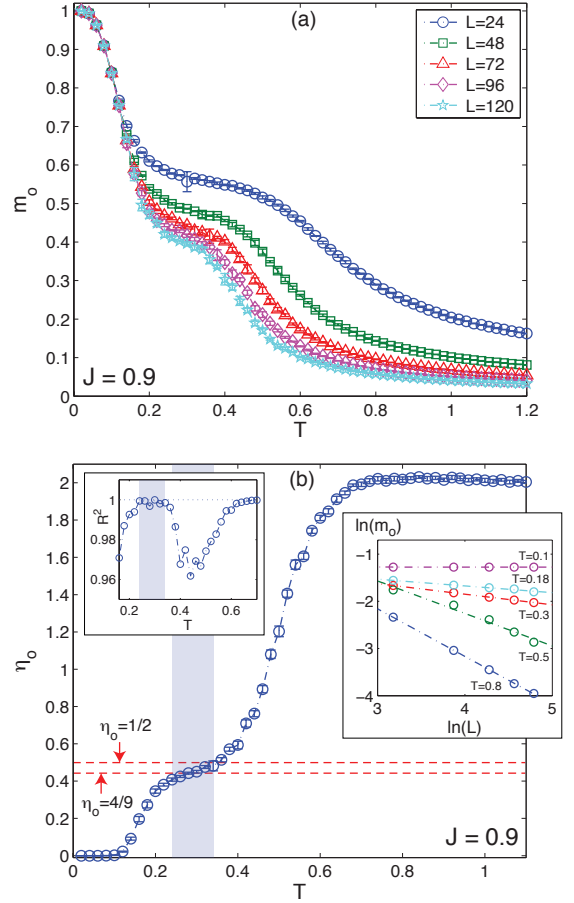 (a)
L=24
L=48
L=72
L=96
L=120
1
0.9
0.8
0.7
0.6
0.5
0.4
0.3
0.2
0.1
0
m_o
J = 0.9
0 0.2 0.4 0.6 0.8 1 1.2
T
(b)
2
1.8
1.6
1.4
1.2
1
0.8
0.6
0.4
0.2
0
η_o
1
0.98
0.96
R²
0.2 0.4 0.6
T
ln(m_o)
−1
−2
−3
−4
T=0.11
T=0.18
T=0.3
T=0.5
T=0.8
3 4 5
ln(L)
η_o=1/2
η_o=4/9
J = 0.9
0 0.2 0.4 0.6 0.8 1
T